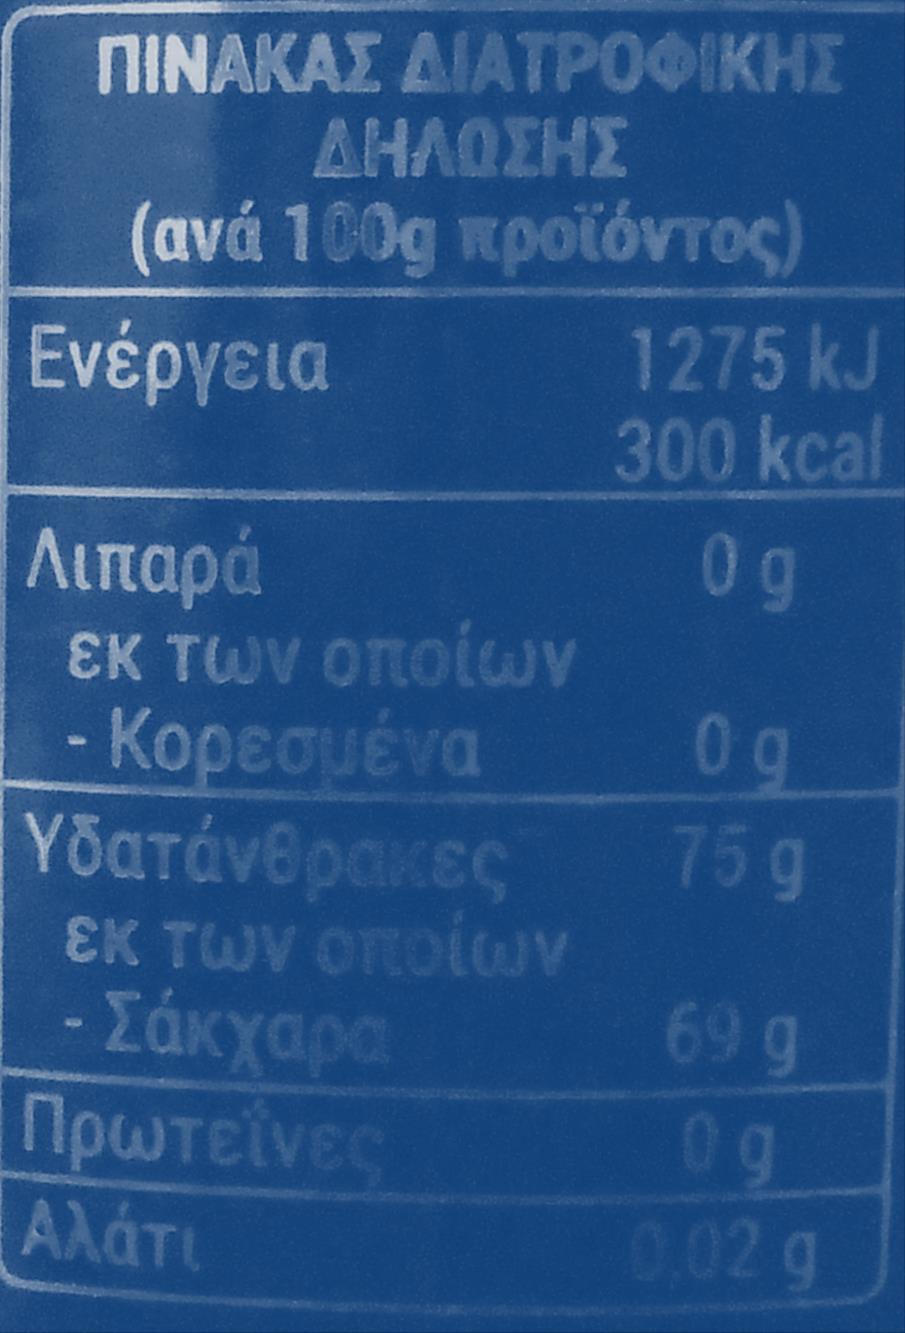 ΠΙΝΑΚΑΣ ΔΙΑΤΡΟΦΙΚΗΣ
ΔΗΛΩΣΗΣ
(ανά 100g προϊόντος)
Ενέργεια 1275 kJ
300 kcal
Λιπαρά 0 g
εκ των οποίων
- Κορεσμένα 0 g
Υδατάνθρακες 75 g
εκ των οποίων
- Σάκχαρα 69 g
Πρωτεΐνες 0 g
Αλάτι 0,02 g